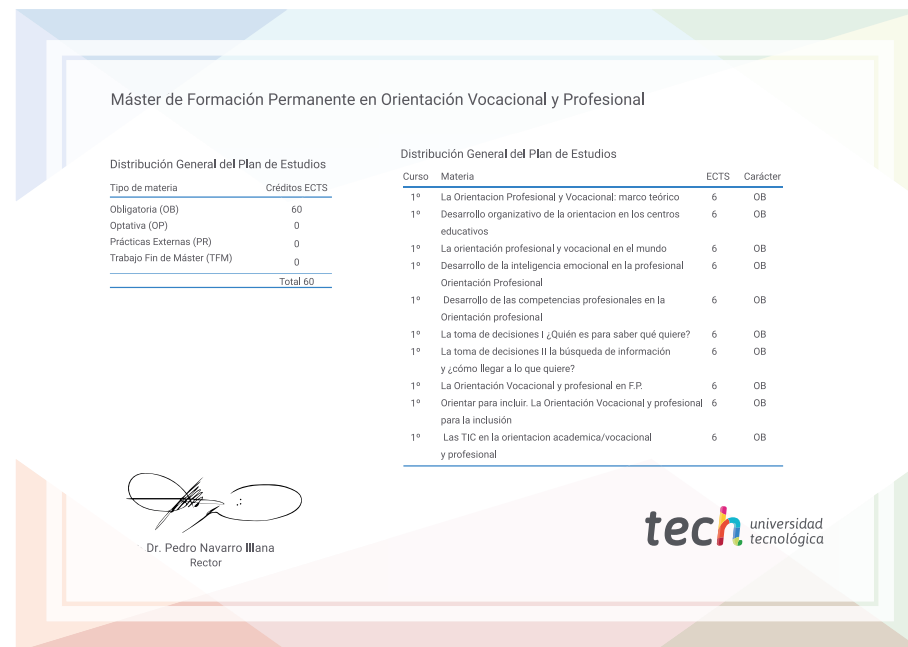 Máster de Formación Permanente en Orientación Vocacional y Profesional
Distribución General del Plan de Estudios
Tipo de materia Créditos ECTS
Obligatoria (OB) 60
Optativa (OP) 0
Prácticas Externas (PR) 0
Trabajo Fin de Máster (TFM) 0
Total 60
Distribución General del Plan de Estudios
Curso Materia ECTS Carácter
1º La Orientacion Profesional y Vocacional: marco teórico 6 OB
1º Desarrollo organizativo de la orientacion en los centros 6 OB
educativos
1º La orientación profesional y vocacional en el mundo 6 OB
1º Desarrollo de la inteligencia emocional en la profesional 6 OB
Orientación Profesional
1º Desarrollo de las competencias profesionales en la 6 OB
Orientación profesional
1º La toma de decisiones I ¿Quién es para saber qué quiere? 6 OB
1º La toma de decisiones II la búsqueda de información 6 OB
y ¿cómo llegar a lo que quiere?
1º La Orientación Vocacional y profesional en F.P. 6 OB
1º Orientar para incluir. La Orientación Vocacional y profesional 6 OB
para la inclusión
1º Las TIC en la orientacion academica/vocacional 6 OB
y profesional
Dr. Pedro Navarro Illana
Rector
tech universidad
tecnológica